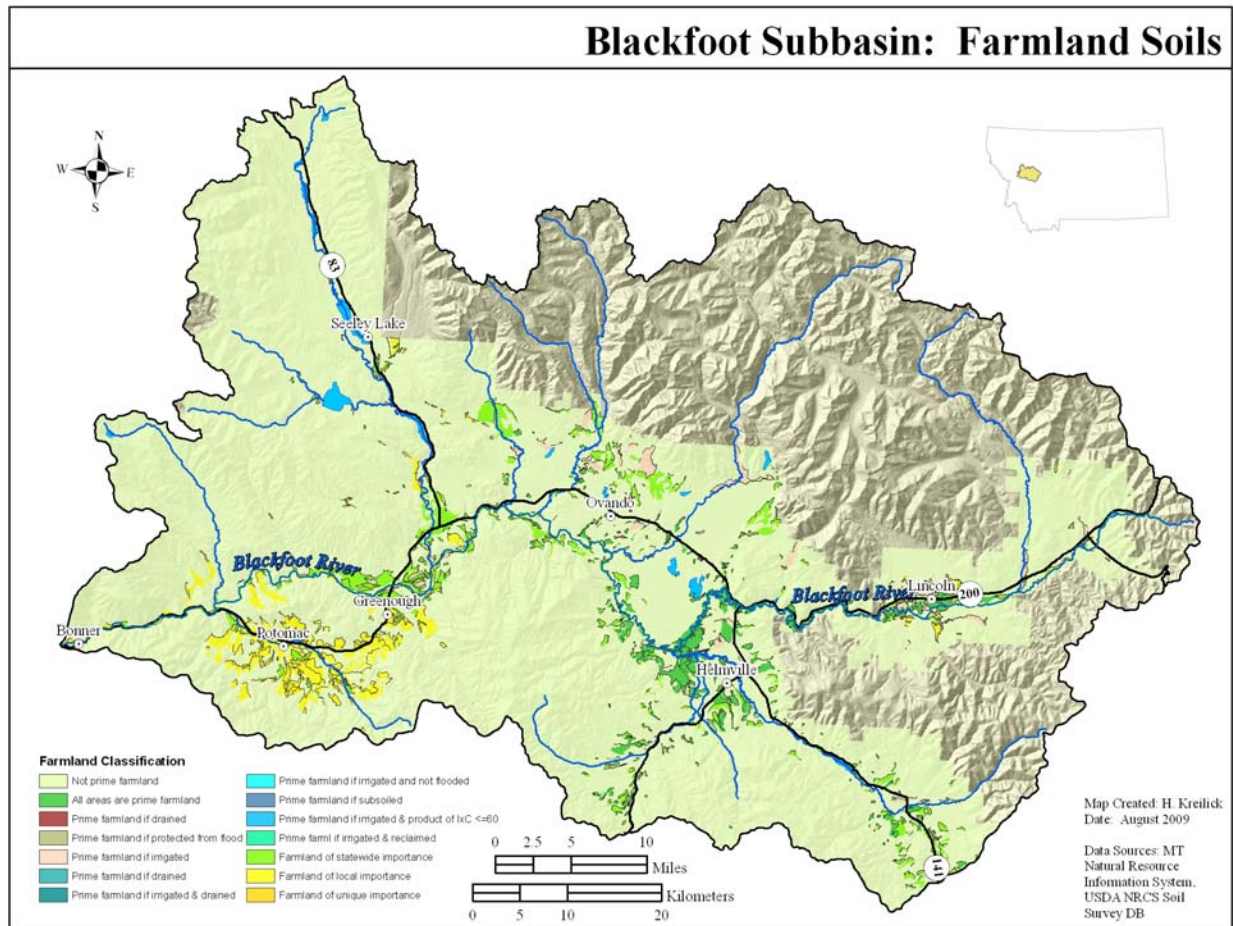 Blackfoot Subbasin: Farmland Soils
N
W
E
S
83
Seeley Lake
Ovando
Blackfoot River
Greenough
Blackfoot River
Lincoln
200
Bonner
Potomac
Helmville
141
Farmland Classification
Not prime farmland
All areas are prime farmland
Prime farmland if drained
Prime farmland if protected from flood
Prime farmland if irrigated
Prime farmland if drained
Prime farmland if irrigated & drained
Prime farmland if irrigated and not flooded
Prime farmland if subsoiled
Prime farmland if irrigated & product of IxC <=60
Prime farml if irrigated & reclaimed
Farmland of statewide importance
Farmland of local importance
Farmland of unique importance
0 2.5 5 10
Miles
Kilometers
0 5 10 20
Map Created: H. Kreilick
Date: August 2009
Data Sources: MT
Natural Resource
Information System,
USDA NRCS Soil
Survey DB